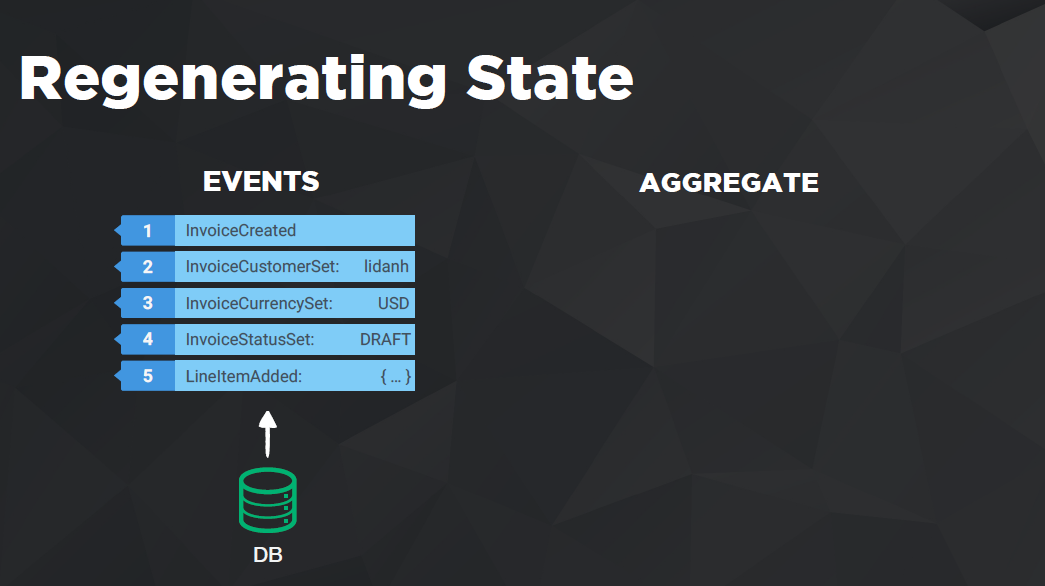 Regenerating State
EVENTS
1 InvoiceCreated
2 InvoiceCustomerSet: lidanh
3 InvoiceCurrencySet: USD
4 InvoiceStatusSet: DRAFT
5 LineItemAdded: { ... }
DB
AGGREGATE